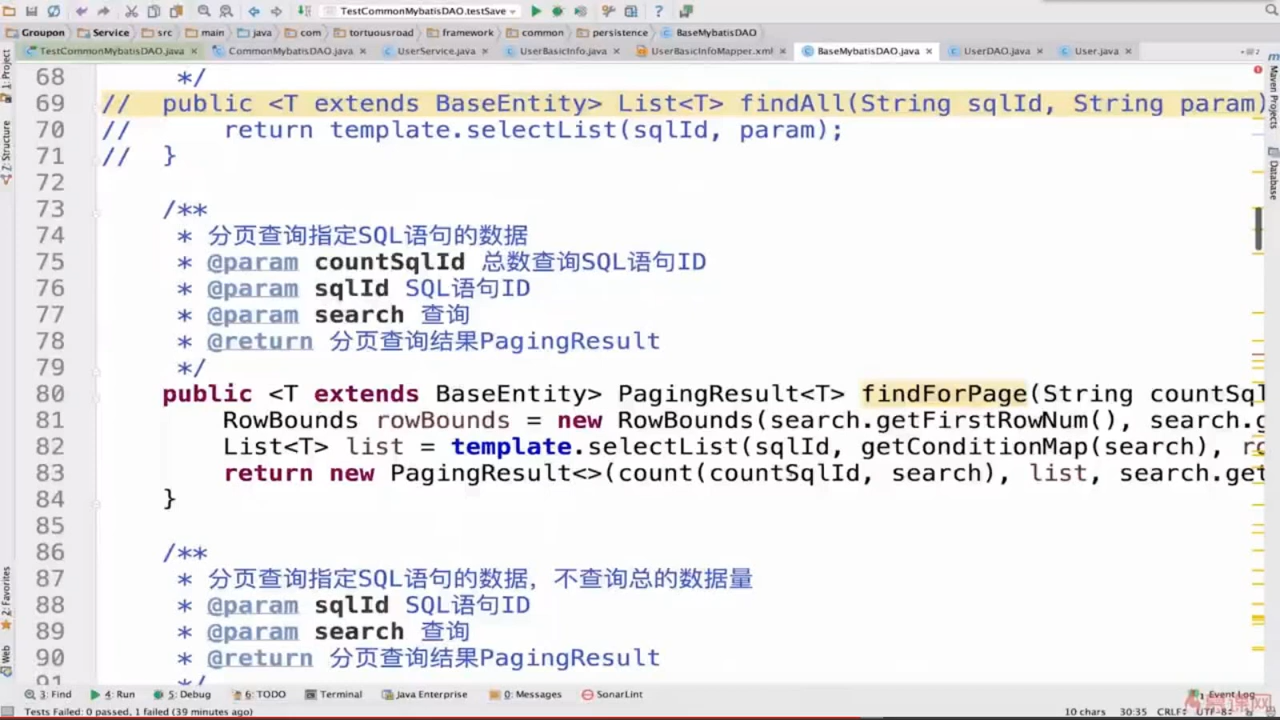 TestCommonMybatisDAO.testSave
Groupon Service src main java com tortuousroad framework common persistence BaseMybatisDAO
TestCommonMybatisDAO.java CommonMybatisDAO.java UserService.java UserBasicInfo.java UserBasicInfoMapper.xml BaseMybatisDAO.java UserDAO.java User.java
1: Project
Z: Structure
2: Favorites
Web
Maven Projects
Database
68 */
69 // public <T extends BaseEntity> List<T> findAll(String sqlId, String param)
70 // return template.selectList(sqlId, param);
71 // }
72
73 /**
74 * 分页查询指定SQL语句的数据
75 * @param countSqlId 总数查询SQL语句ID
76 * @param sqlId SQL语句ID
77 * @param search 查询
78 * @return 分页查询结果PagingResult
79 */
80 public <T extends BaseEntity> PagingResult<T> findForPage(String countSql
81 RowBounds rowBounds = new RowBounds(search.getFirstRowNum(), search.g
82 List<T> list = template.selectList(sqlId, getConditionMap(search), ro
83 return new PagingResult<>(count(countSqlId, search), list, search.get
84 }
85
86 /**
87 * 分页查询指定SQL语句的数据，不查询总的数据量
88 * @param sqlId SQL语句ID
89 * @param search 查询
90 * @return 分页查询结果PagingResult
91 */
3: Find 4: Run 5: Debug 6: TODO Terminal Java Enterprise 0: Messages SonarLint Event Log
Tests Failed: 0 passed, 1 failed (39 minutes ago) 10 chars 30:35 CRLF UTF-8